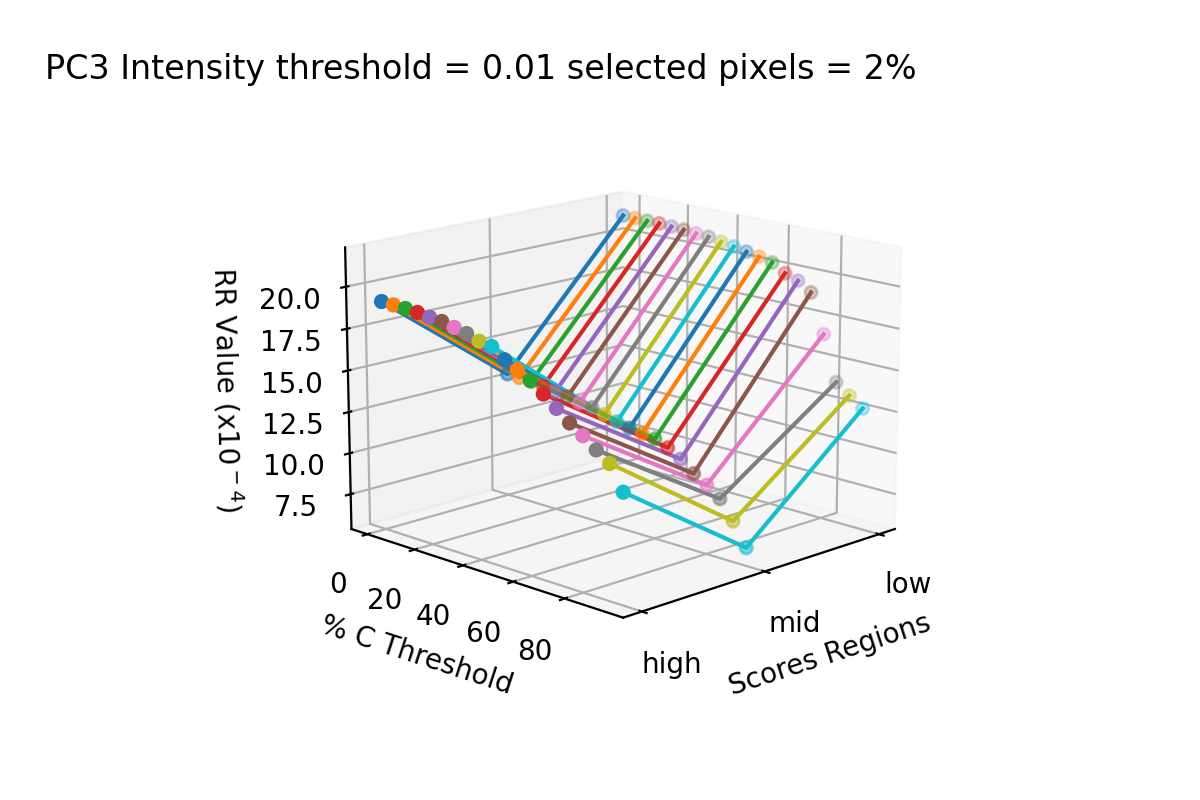 PC3 Intensity threshold = 0.01 selected pixels = 2%
RR Value (x10⁻⁴)
20.0
17.5
15.0
12.5
10.0
7.5
0
20
40
60
80
% C Threshold
high
mid
low
Scores Regions